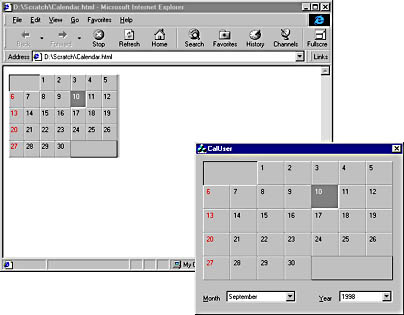 D:\Scratch\Calendar.html - Microsoft Internet Explorer
File Edit View Go Favorites Help
Back Forward Stop Refresh Home Search Favorites History Channels Fullscre
Address D:\Scratch\Calendar.html Links
1 2 3 4 5
6 7 8 9 10 11 12
13 14 15 16 17 18 19
20 21 22 23 24 25 26
27 28 29 30
My C
CalUser
1 2 3 4 5
6 7 8 9 10 11 12
13 14 15 16 17 18 19
20 21 22 23 24 25 26
27 28 29 30
Month September Year 1998